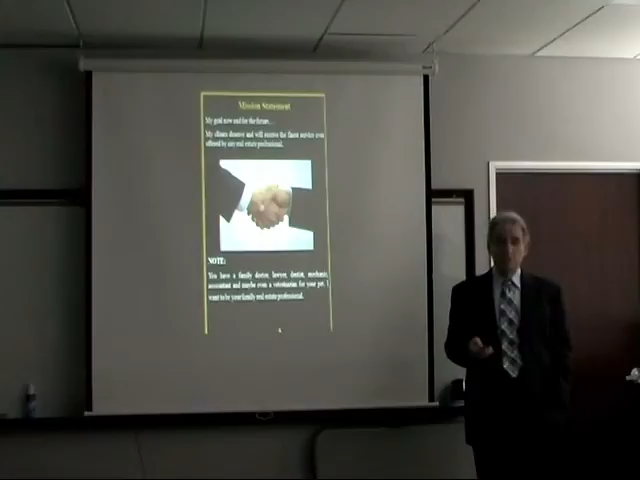 Mission Statement
My goal now and for the future...
My clients deserve and will receive the finest service ever
offered by any real estate professional.
NOTE:
You have a family doctor, lawyer, dentist, mechanic,
accountant and maybe even a veterinarian for your pet. I
want to be your family real estate professional.